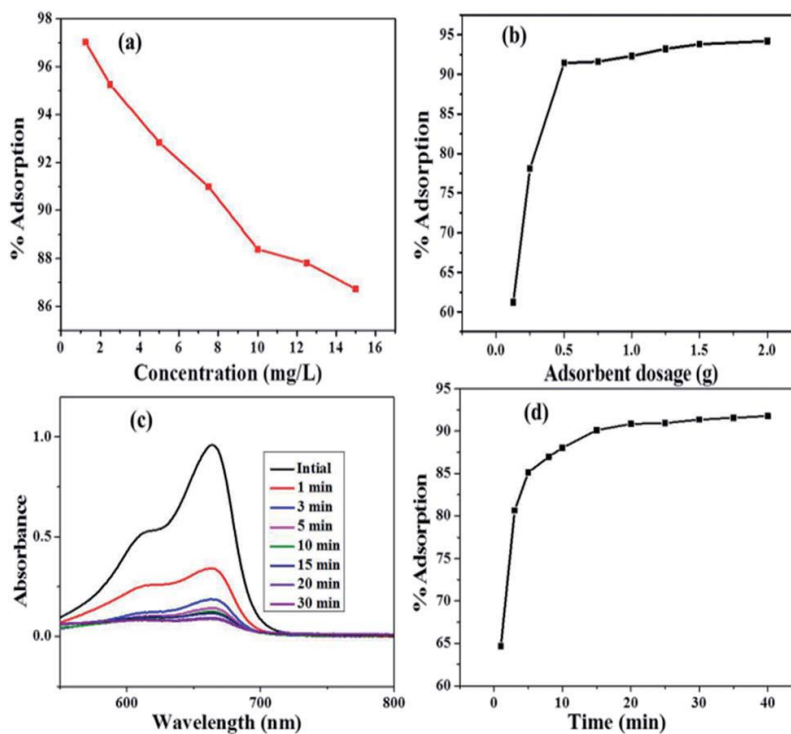 (a)
% Adsorption
98
96
94
92
90
88
86
0 2 4 6 8 10 12 14 16
Concentration (mg/L)
(b)
% Adsorption
95
90
85
80
75
70
65
60
0.0 0.5 1.0 1.5 2.0
Adsorbent dosage (g)
(c)
Absorbance
1.0
0.5
0.0
Intial
1 min
3 min
5 min
10 min
15 min
20 min
30 min
600 700 800
Wavelength (nm)
(d)
% Adsorption
95
90
85
80
75
70
65
60
0 10 20 30 40
Time (min)